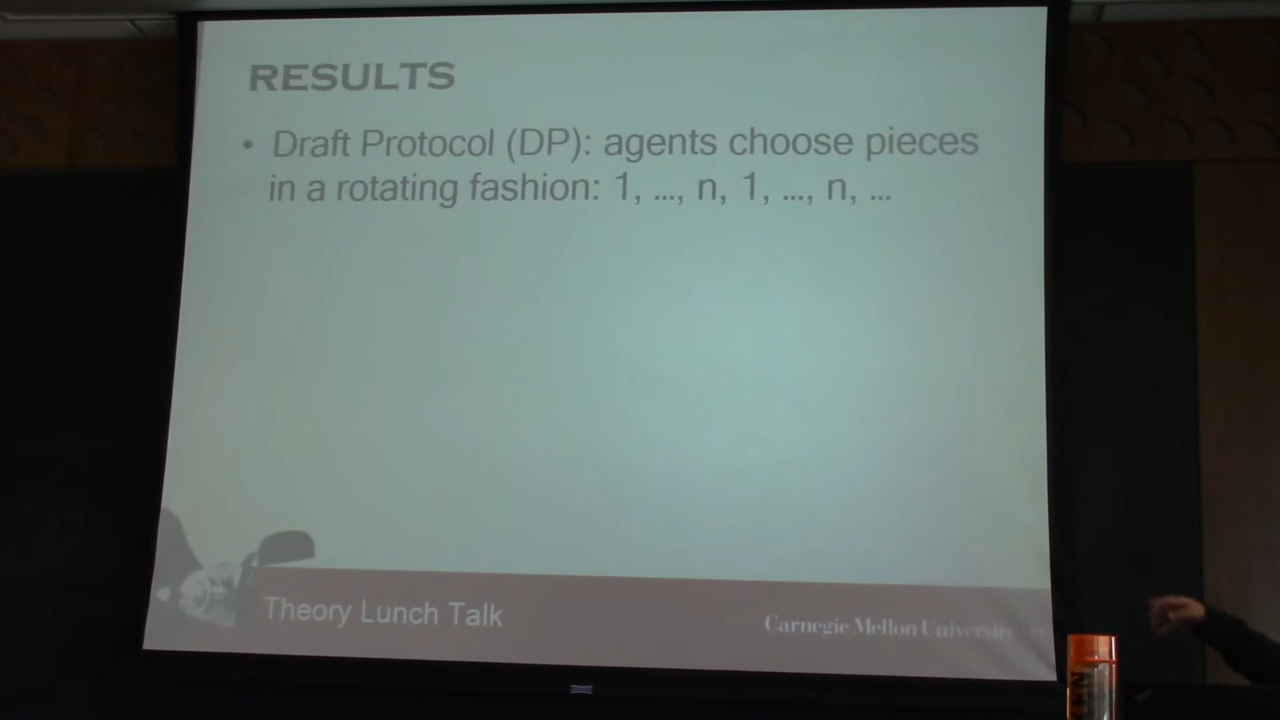 RESULTS
• Draft Protocol (DP): agents choose pieces
in a rotating fashion: 1, ..., n, 1, ..., n, ...
Theory Lunch Talk
Carnegie Mellon University